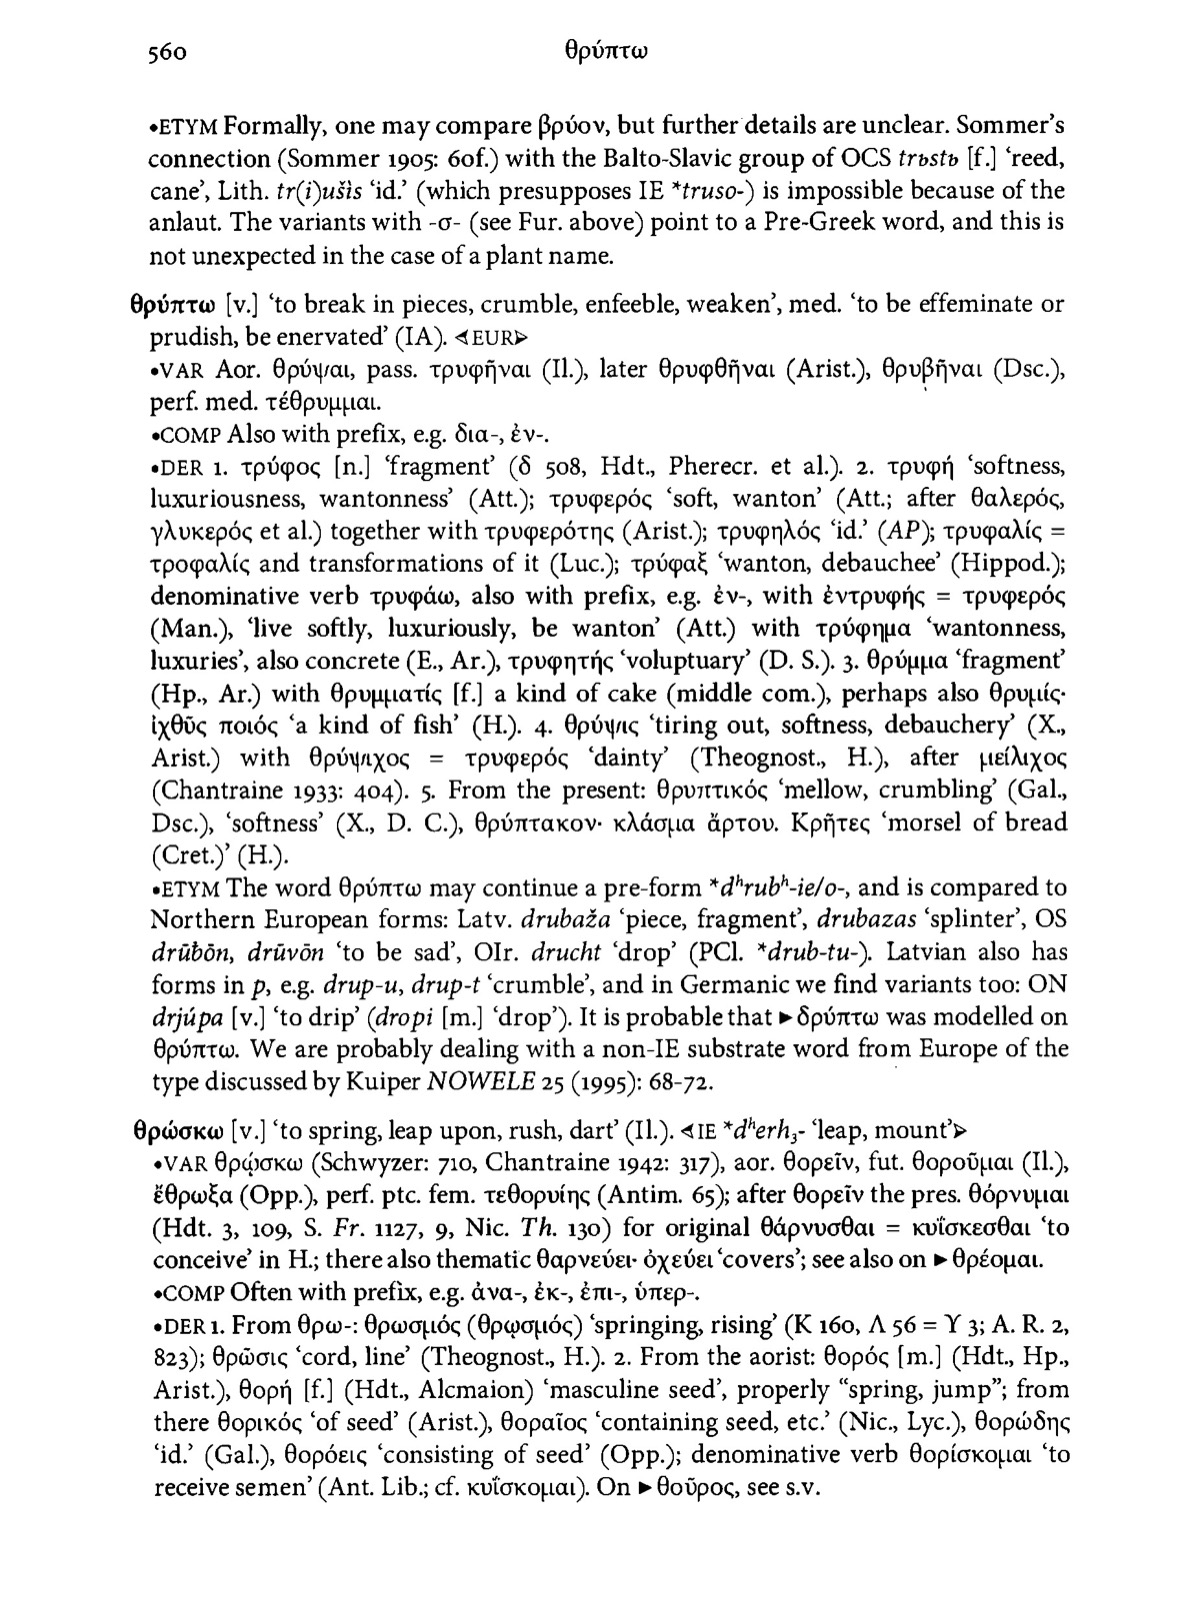 560
θρύπτω
•ETYM Formally, one may compare βρύον, but further details are unclear. Sommer's
connection (Sommer 1905: 60f.) with the Balto-Slavic group of OCS trъstь [f.] ‘reed,
cane’, Lith. tr(i)ušìs ‘id.’ (which presupposes IE *truso-) is impossible because of the
anlaut. The variants with -σ- (see Fur. above) point to a Pre-Greek word, and this is
not unexpected in the case of a plant name.
θρύπτω [v.] ‘to break in pieces, crumble, enfeeble, weaken’, med. ‘to be effeminate or
prudish, be enervated’ (IA). ⋖EUR⋗
•VAR Aor. θρύψαι, pass. τρυφῆναι (Il.), later θρυφθῆναι (Arist.), θρυβῆναι (Dsc.),
perf. med. τέθρυμμαι.
•COMP Also with prefix, e.g. δια-, ἐν-.
•DER 1. τρύφος [n.] ‘fragment’ (δ 508, Hdt., Pherecr. et al.). 2. τρυφή ‘softness,
luxuriousness, wantonness’ (Att.); τρυφερός ‘soft, wanton’ (Att.; after θαλερός,
γλυκερός et al.) together with τρυφερότης (Arist.); τρυφηλός ‘id.’ (AP); τρυφαλίς =
τροφαλίς and transformations of it (Luc.); τρύφαξ ‘wanton, debauchee’ (Hippod.);
denominative verb τρυφάω, also with prefix, e.g. ἐν-, with ἐντρυφής = τρυφερός
(Man.), ‘live softly, luxuriously, be wanton’ (Att.) with τρύφημα ‘wantonness,
luxuries’, also concrete (E., Ar.), τρυφητής ‘voluptuary’ (D. S.). 3. θρύμμα ‘fragment’
(Hp., Ar.) with θρυμματίς [f.] a kind of cake (middle com.), perhaps also θρυμίς·
ἰχθῦς ποιός ‘a kind of fish’ (H.). 4. θρύψις ‘tiring out, softness, debauchery’ (X.,
Arist.) with θρύψιχος = τρυφερός ‘dainty’ (Theognost., H.), after μείλιχος
(Chantraine 1933: 404). 5. From the present: θρυπτικός ‘mellow, crumbling’ (Gal.,
Dsc.), ‘softness’ (X., D. C.), θρύπτακον· κλάσμα ἄρτου. Κρῆτες ‘morsel of bread
(Cret.)’ (H.).
•ETYM The word θρύπτω may continue a pre-form *dʰrubʰ-ie/o-, and is compared to
Northern European forms: Latv. drubaža ‘piece, fragment’, drubazas ‘splinter’, OS
drūƀōn, drūvōn ‘to be sad’, OIr. drucht ‘drop’ (PCl. *drub-tu-). Latvian also has
forms in p, e.g. drup-u, drup-t ‘crumble’, and in Germanic we find variants too: ON
drjúpa [v.] ‘to drip’ (dropi [m.] ‘drop’). It is probable that ►δρύπτω was modelled on
θρύπτω. We are probably dealing with a non-IE substrate word from Europe of the
type discussed by Kuiper NOWELE 25 (1995): 68-72.
θρώσκω [v.] ‘to spring, leap upon, rush, dart’ (Il.). ⋖IE *dʰerh₃- ‘leap, mount’⋗
•VAR θρῴσκω (Schwyzer: 710, Chantraine 1942: 317), aor. θορεῖν, fut. θοροῦμαι (Il.),
ἔθρωξα (Opp.), perf. ptc. fem. τεθορυίης (Antim. 65); after θορεῖν the pres. θόρνυμαι
(Hdt. 3, 109, S. Fr. 1127, 9, Nic. Th. 130) for original θάρνυσθαι = κυΐσκεσθαι ‘to
conceive’ in H.; there also thematic θαρνεύει· ὀχεύει ‘covers’; see also on ►θρέομαι.
•COMP Often with prefix, e.g. ἀνα-, ἐκ-, ἐπι-, ὑπερ-.
•DER 1. From θρω-: θρωσμός (θρῳσμός) ‘springing, rising’ (Κ 160, Λ 56 = Υ 3; A. R. 2,
823); θρῶσις ‘cord, line’ (Theognost., H.). 2. From the aorist: θορός [m.] (Hdt., Hp.,
Arist.), θορή [f.] (Hdt., Alcmaion) ‘masculine seed’, properly “spring, jump”; from
there θορικός ‘of seed’ (Arist.), θοραῖος ‘containing seed, etc.’ (Nic., Lyc.), θορώδης
‘id.’ (Gal.), θορόεις ‘consisting of seed’ (Opp.); denominative verb θορίσκομαι ‘to
receive semen’ (Ant. Lib.; cf. κυΐσκομαι). On ►θοῦρος, see s.v.